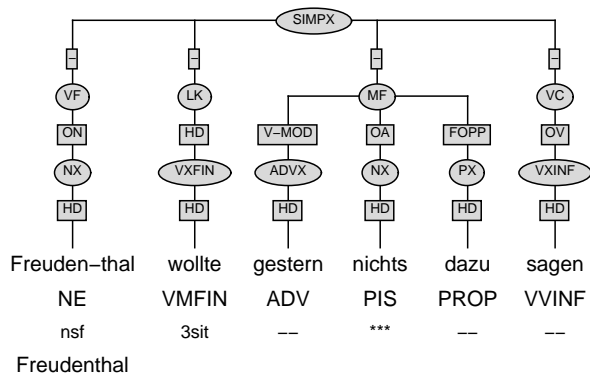 SIMPX
– – – –
VF LK MF VC
ON HD V–MOD OA FOPP OV
NX VXFIN ADVX NX PX VXINF
HD HD HD HD HD HD
Freuden–thal wollte gestern nichts dazu sagen
NE VMFIN ADV PIS PROP VVINF
nsf 3sit –– *** –– ––
Freudenthal